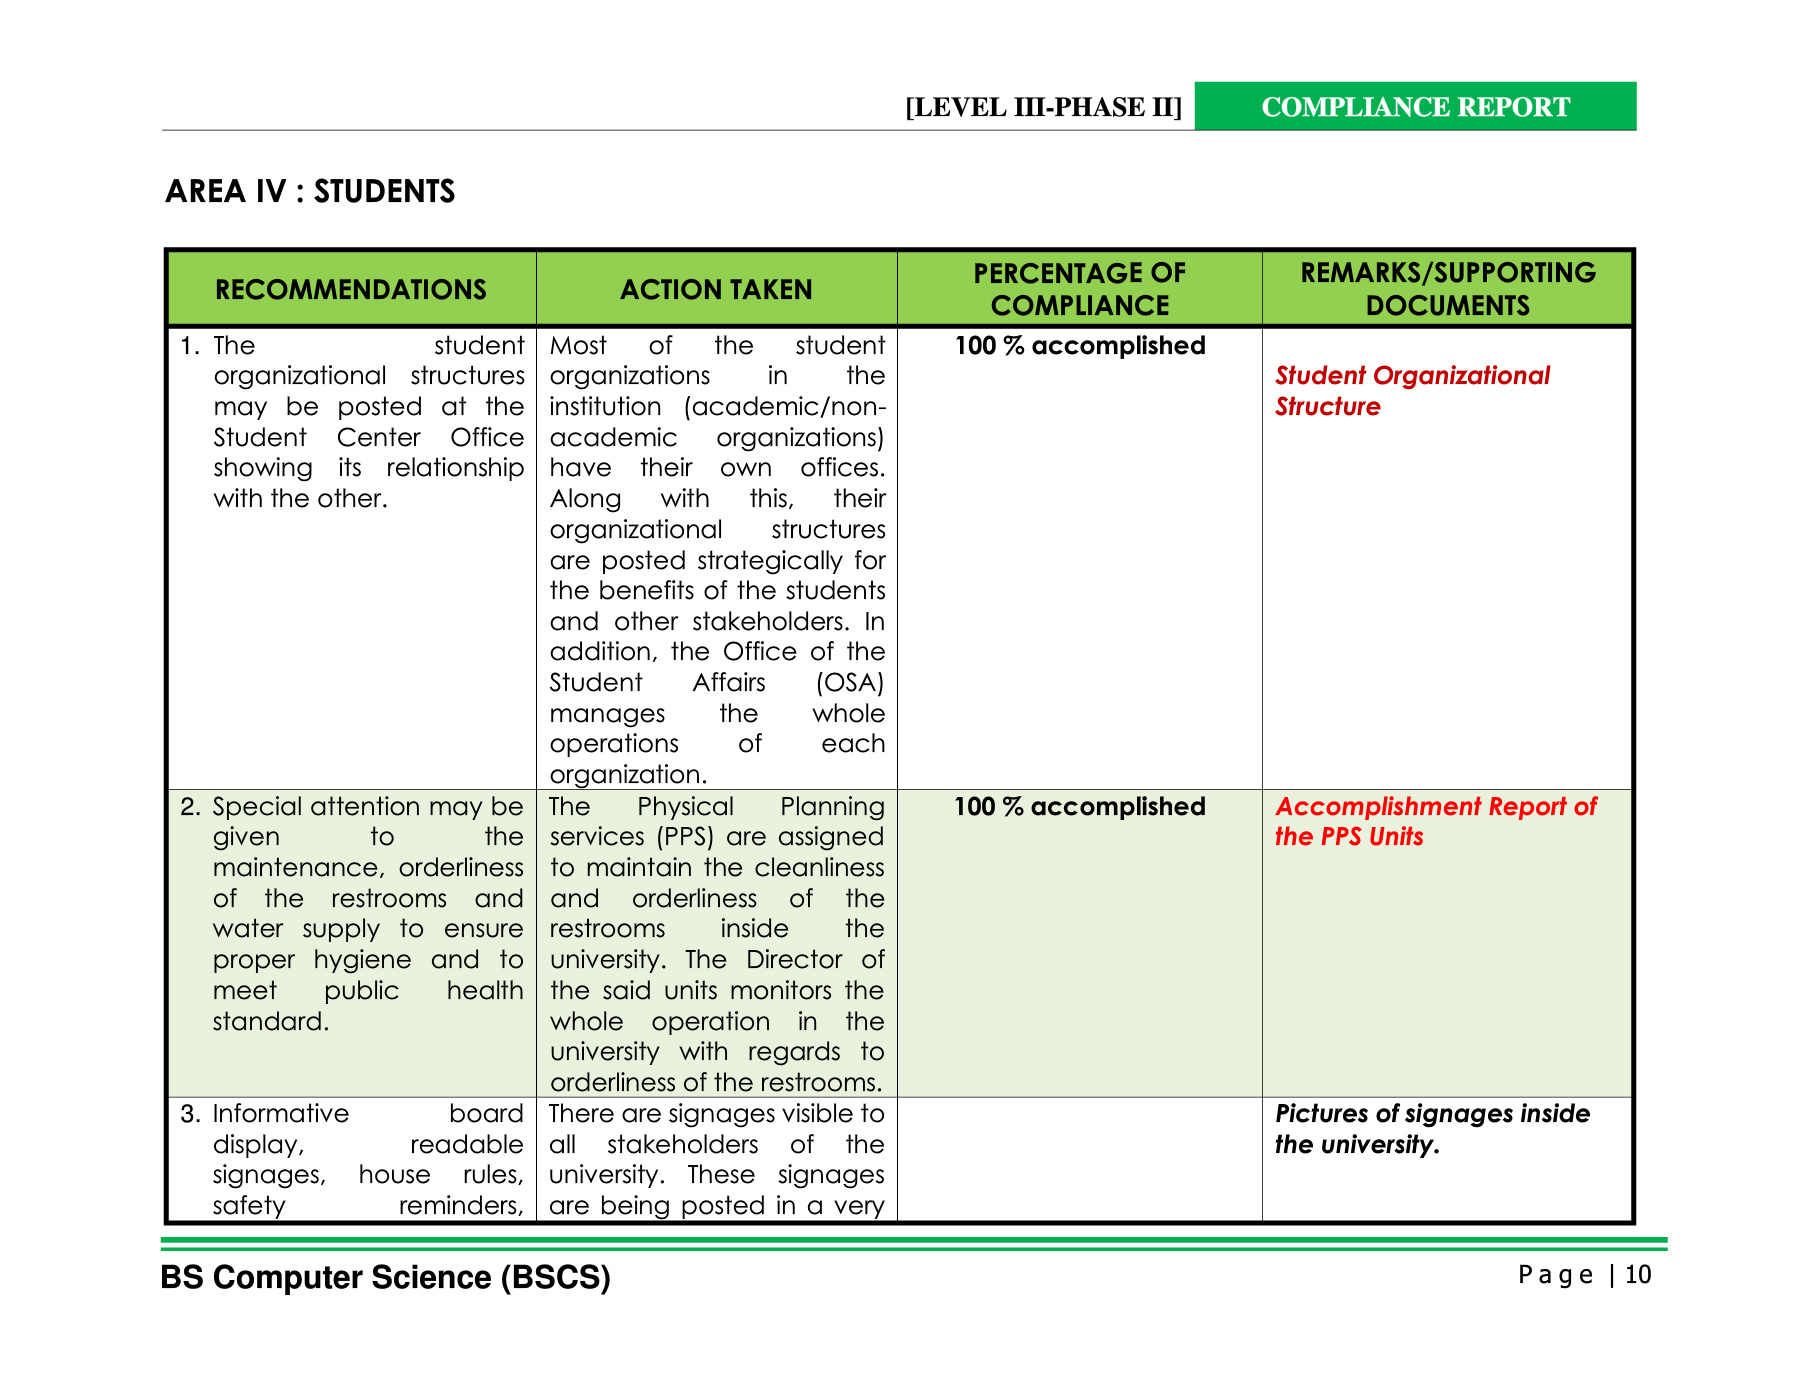 [LEVEL III-PHASE II] COMPLIANCE REPORT
AREA IV : STUDENTS
RECOMMENDATIONS
ACTION TAKEN
PERCENTAGE OF
COMPLIANCE
REMARKS/SUPPORTING
DOCUMENTS
1. The student
organizational structures
may be posted at the
Student Center Office
showing its relationship
with the other.
Most of the student
organizations in the
institution (academic/non-
academic organizations)
have their own offices.
Along with this, their
organizational structures
are posted strategically for
the benefits of the students
and other stakeholders. In
addition, the Office of the
Student Affairs (OSA)
manages the whole
operations of each
organization.
100 % accomplished
Student Organizational
Structure
2. Special attention may be
given to the
maintenance, orderliness
of the restrooms and
water supply to ensure
proper hygiene and to
meet public health
standard.
The Physical Planning
services (PPS) are assigned
to maintain the cleanliness
and orderliness of the
restrooms inside the
university. The Director of
the said units monitors the
whole operation in the
university with regards to
orderliness of the restrooms.
100 % accomplished
Accomplishment Report of
the PPS Units
3. Informative board
display, readable
signages, house rules,
safety reminders,
There are signages visible to
all stakeholders of the
university. These signages
are being posted in a very
Pictures of signages inside
the university.
BS Computer Science (BSCS)
Page | 10